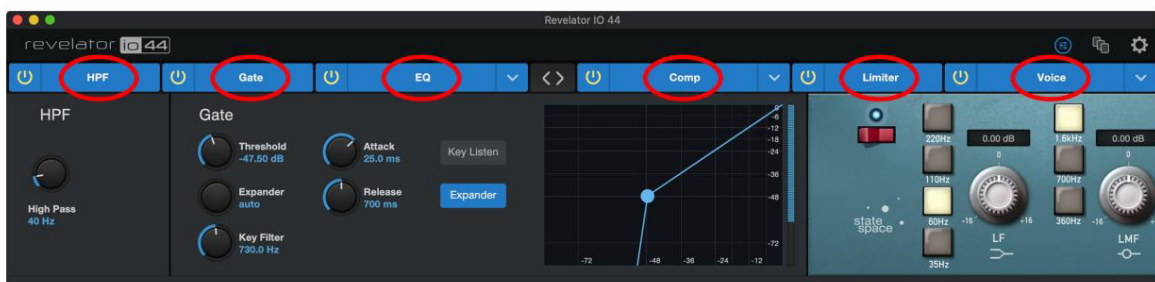 Revelator IO 44
revelator io 44
HPF
Gate
EQ
Comp
Limiter
Voice
HPF
High Pass
40 Hz
Gate
Threshold
-47.50 dB
Expander
auto
Key Filter
730.0 Hz
Attack
25.0 ms
Release
700 ms
Key Listen
Expander
0
-6
-12
-18
-24
-36
-48
-72
-72 -48 -36 -24 -12
state
space
220Hz
110Hz
60Hz
35Hz
0.00 dB
0
-16 +16
LF
1.6kHz
700Hz
360Hz
0.00 dB
0
-16 +
LMF